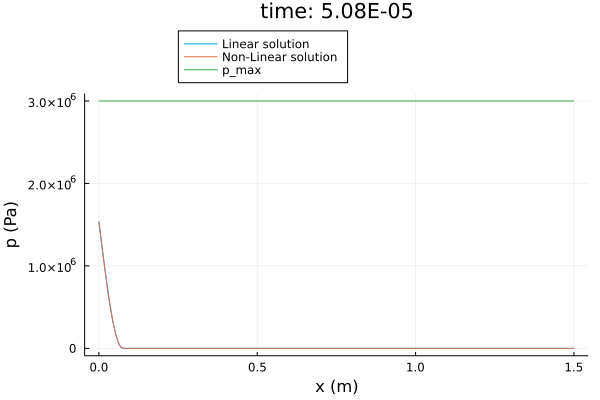 time: 5.08E-05
Linear solution
Non-Linear solution
p_max
3.0×10⁶
2.0×10⁶
1.0×10⁶
0
p (Pa)
0.0 0.5 1.0 1.5
x (m)